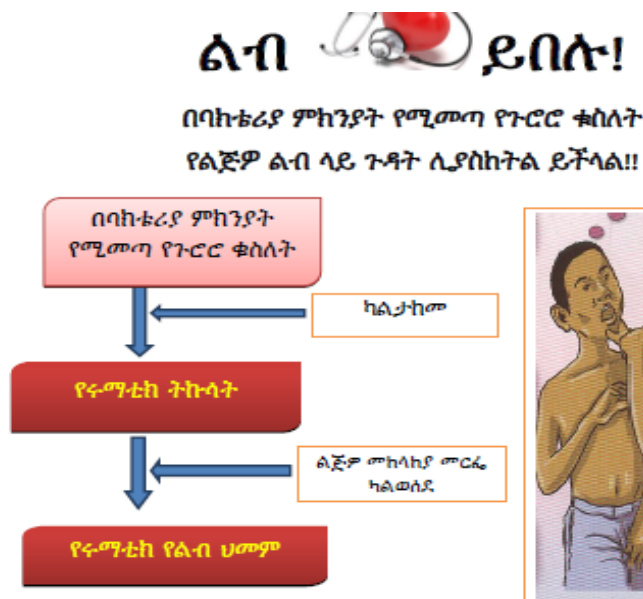 ልብ ይበሉ!
በባክቴሪያ ምክንያት የሚመጣ የጉሮሮ ቁስለት
የልጅዎ ልብ ላይ ጉዳት ሊያስከትል ይችላል!!
በባክቴሪያ ምክንያት
የሚመጣ የጉሮሮ ቁስለት
ካልታከመ
የሩማቲክ ትኩሳት
ልጅዎ መከላከያ መርፌ
ካልወሰደ
የሩማቲክ የልብ ህመም